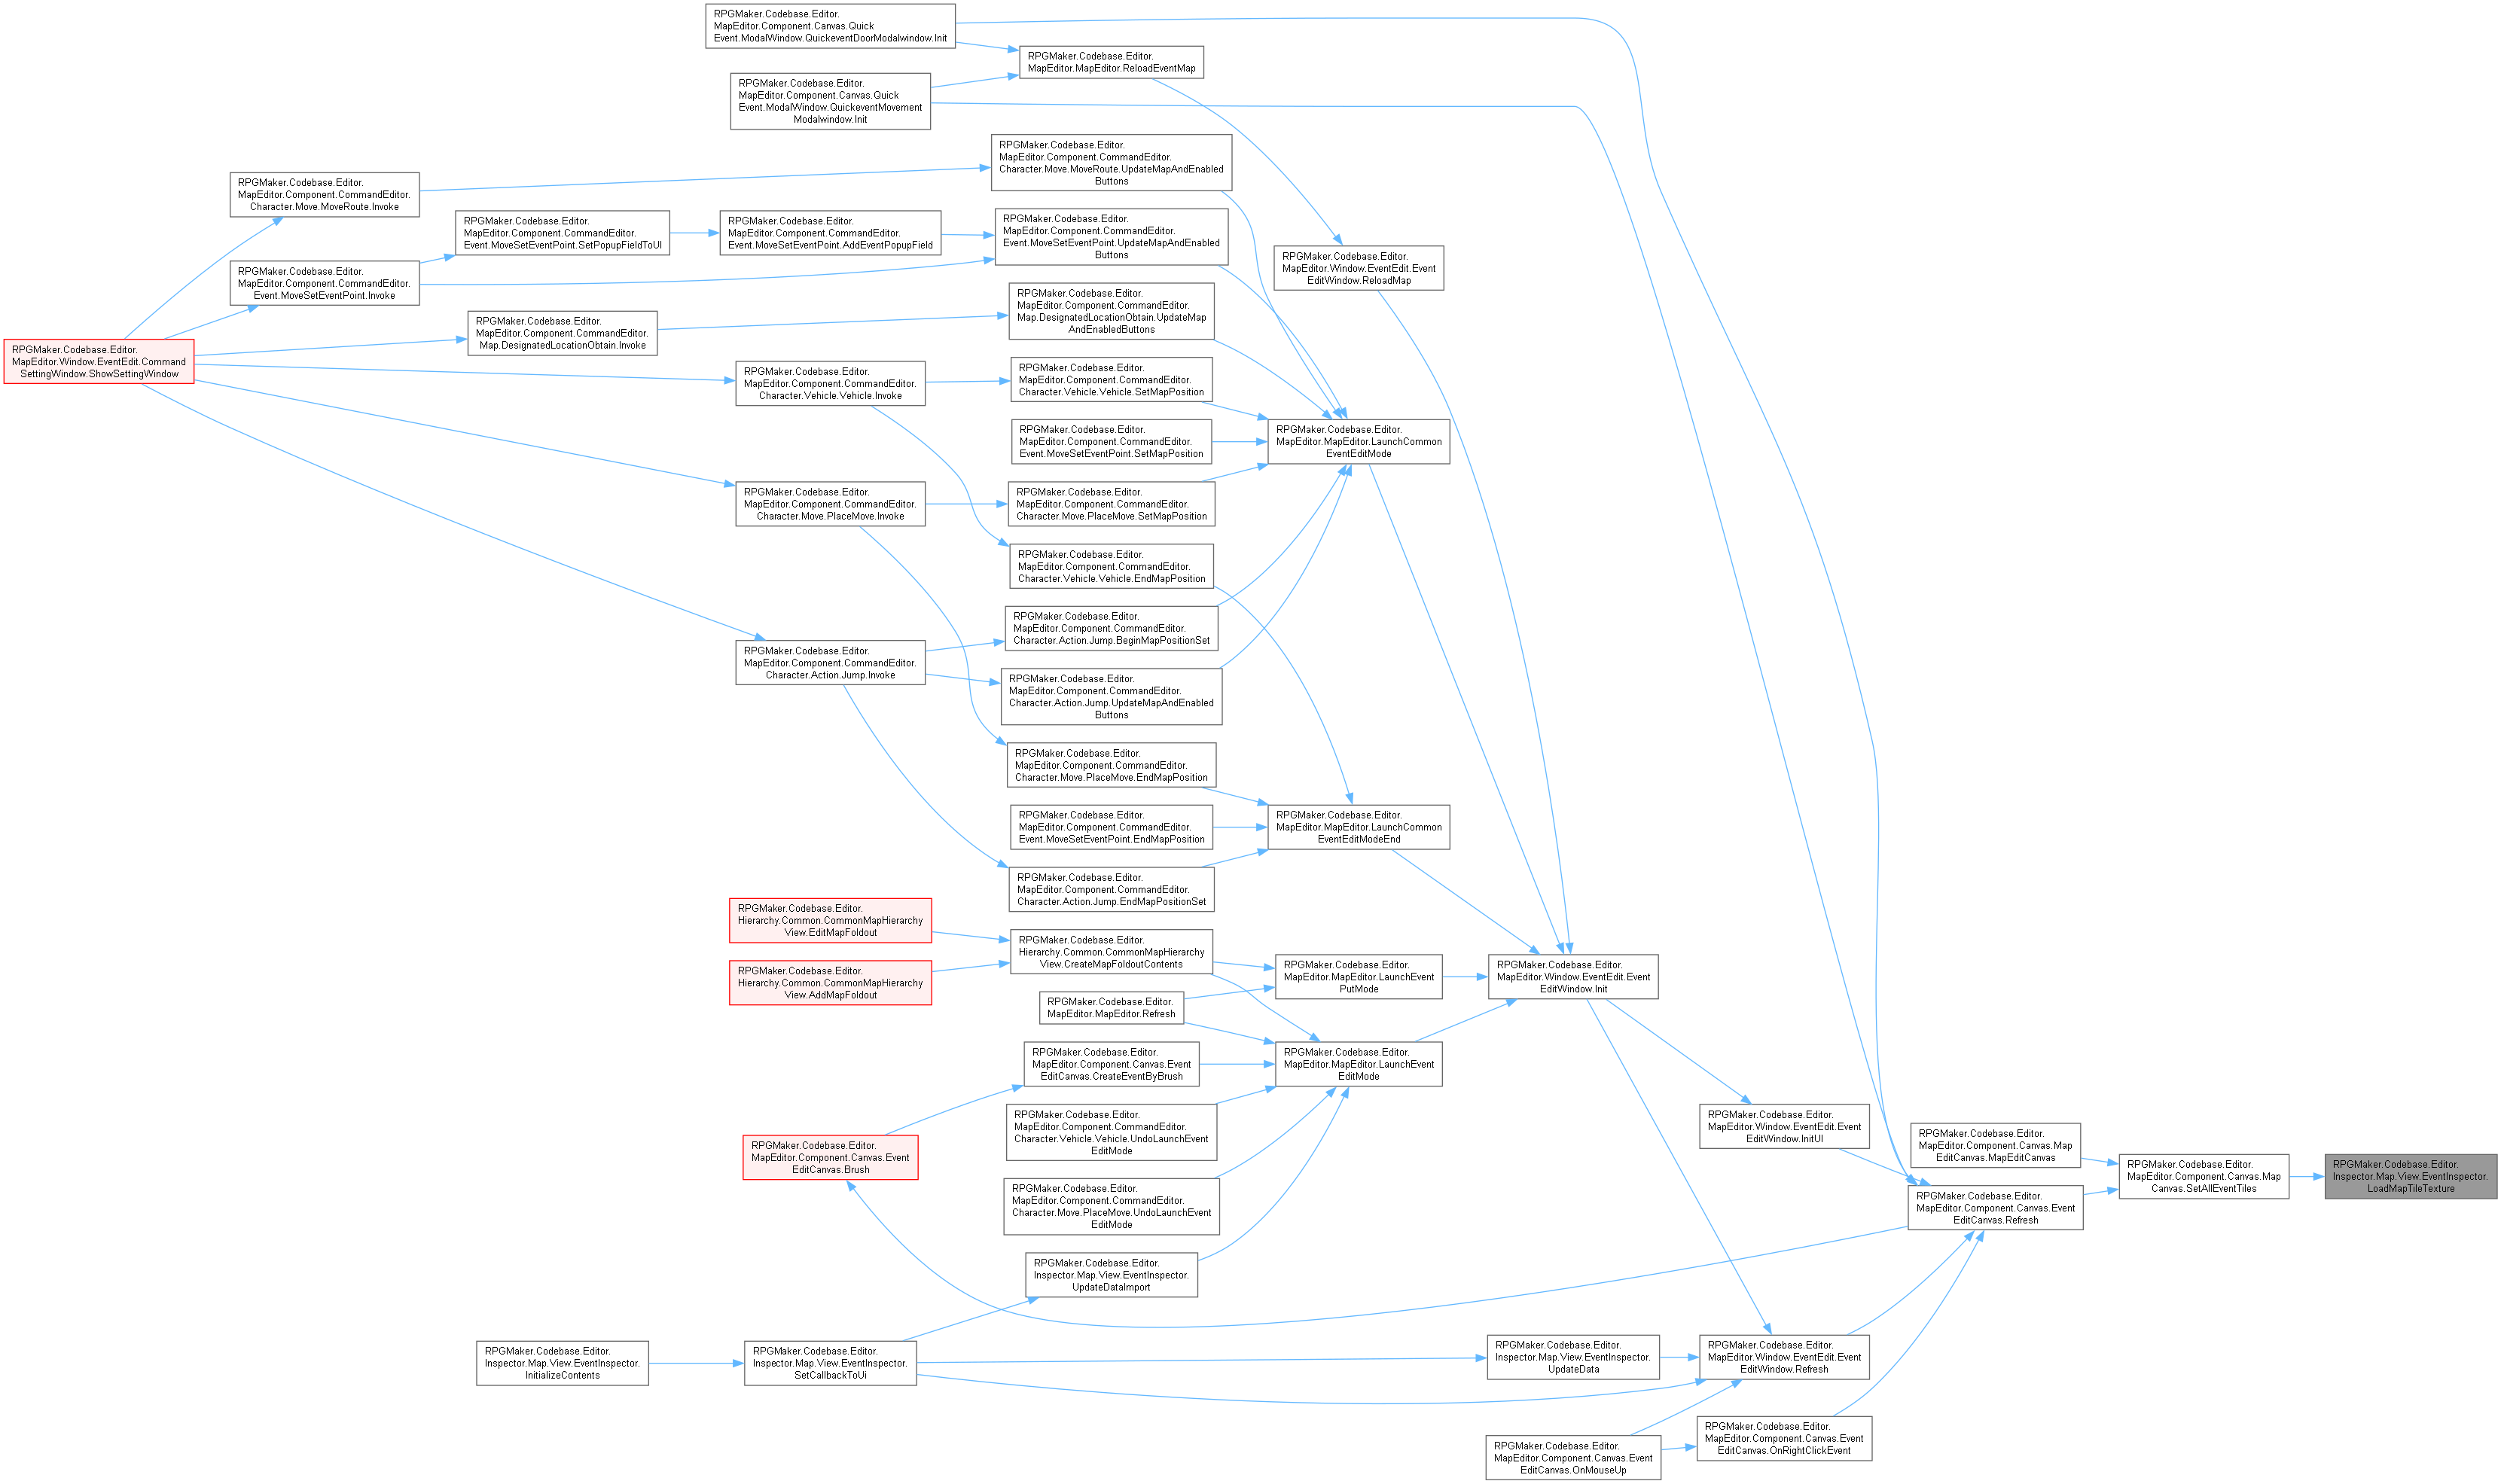 RPGMaker.Codebase.Editor.
MapEditor.Component.Canvas.Quick
Event.ModalWindow.QuickeventDoorModalwindow.Init
RPGMaker.Codebase.Editor.
MapEditor.MapEditor.ReloadEventMap
RPGMaker.Codebase.Editor.
MapEditor.Component.Canvas.Quick
Event.ModalWindow.QuickeventMovement
Modalwindow.Init
RPGMaker.Codebase.Editor.
MapEditor.Component.CommandEditor.
Character.Move.MoveRoute.UpdateMapAndEnabled
Buttons
RPGMaker.Codebase.Editor.
MapEditor.Component.CommandEditor.
Character.Move.MoveRoute.Invoke
RPGMaker.Codebase.Editor.
MapEditor.Component.CommandEditor.
Event.MoveSetEventPoint.SetPopupFieldToUI
RPGMaker.Codebase.Editor.
MapEditor.Component.CommandEditor.
Event.MoveSetEventPoint.AddEventPopupField
RPGMaker.Codebase.Editor.
MapEditor.Component.CommandEditor.
Event.MoveSetEventPoint.UpdateMapAndEnabled
Buttons
RPGMaker.Codebase.Editor.
MapEditor.Window.EventEdit.Event
EditWindow.ReloadMap
RPGMaker.Codebase.Editor.
MapEditor.Component.CommandEditor.
Event.MoveSetEventPoint.Invoke
RPGMaker.Codebase.Editor.
MapEditor.Component.CommandEditor.
Map.DesignatedLocationObtain.UpdateMap
AndEnabledButtons
RPGMaker.Codebase.Editor.
MapEditor.Component.CommandEditor.
Map.DesignatedLocationObtain.Invoke
RPGMaker.Codebase.Editor.
MapEditor.Window.EventEdit.Command
SettingWindow.ShowSettingWindow
RPGMaker.Codebase.Editor.
MapEditor.Component.CommandEditor.
Character.Vehicle.Vehicle.Invoke
RPGMaker.Codebase.Editor.
MapEditor.Component.CommandEditor.
Character.Vehicle.Vehicle.SetMapPosition
RPGMaker.Codebase.Editor.
MapEditor.Component.CommandEditor.
Event.MoveSetEventPoint.SetMapPosition
RPGMaker.Codebase.Editor.
MapEditor.MapEditor.LaunchCommon
EventEditMode
RPGMaker.Codebase.Editor.
MapEditor.Component.CommandEditor.
Character.Move.PlaceMove.Invoke
RPGMaker.Codebase.Editor.
MapEditor.Component.CommandEditor.
Character.Move.PlaceMove.SetMapPosition
RPGMaker.Codebase.Editor.
MapEditor.Component.CommandEditor.
Character.Vehicle.Vehicle.EndMapPosition
RPGMaker.Codebase.Editor.
MapEditor.Component.CommandEditor.
Character.Action.Jump.BeginMapPositionSet
RPGMaker.Codebase.Editor.
MapEditor.Component.CommandEditor.
Character.Action.Jump.Invoke
RPGMaker.Codebase.Editor.
MapEditor.Component.CommandEditor.
Character.Action.Jump.UpdateMapAndEnabled
Buttons
RPGMaker.Codebase.Editor.
MapEditor.Component.CommandEditor.
Character.Move.PlaceMove.EndMapPosition
RPGMaker.Codebase.Editor.
MapEditor.Component.CommandEditor.
Event.MoveSetEventPoint.EndMapPosition
RPGMaker.Codebase.Editor.
MapEditor.MapEditor.LaunchCommon
EventEditModeEnd
RPGMaker.Codebase.Editor.
MapEditor.Component.CommandEditor.
Character.Action.Jump.EndMapPositionSet
RPGMaker.Codebase.Editor.
Hierarchy.Common.CommonMapHierarchy
View.EditMapFoldout
RPGMaker.Codebase.Editor.
Hierarchy.Common.CommonMapHierarchy
View.CreateMapFoldoutContents
RPGMaker.Codebase.Editor.
Hierarchy.Common.CommonMapHierarchy
View.AddMapFoldout
RPGMaker.Codebase.Editor.
MapEditor.MapEditor.LaunchEvent
PutMode
RPGMaker.Codebase.Editor.
MapEditor.Window.EventEdit.Event
EditWindow.Init
RPGMaker.Codebase.Editor.
MapEditor.MapEditor.Refresh
RPGMaker.Codebase.Editor.
MapEditor.Component.Canvas.Event
EditCanvas.CreateEventByBrush
RPGMaker.Codebase.Editor.
MapEditor.MapEditor.LaunchEvent
EditMode
RPGMaker.Codebase.Editor.
MapEditor.Component.CommandEditor.
Character.Vehicle.Vehicle.UndoLaunchEvent
EditMode
RPGMaker.Codebase.Editor.
MapEditor.Window.EventEdit.Event
EditWindow.InitUI
RPGMaker.Codebase.Editor.
MapEditor.Component.Canvas.Map
EditCanvas.MapEditCanvas
RPGMaker.Codebase.Editor.
MapEditor.Component.Canvas.Event
EditCanvas.Brush
RPGMaker.Codebase.Editor.
MapEditor.Component.Canvas.Map
Canvas.SetAllEventTiles
RPGMaker.Codebase.Editor.
Inspector.Map.View.EventInspector.
LoadMapTileTexture
RPGMaker.Codebase.Editor.
MapEditor.Component.CommandEditor.
Character.Move.PlaceMove.UndoLaunchEvent
EditMode
RPGMaker.Codebase.Editor.
MapEditor.Component.Canvas.Event
EditCanvas.Refresh
RPGMaker.Codebase.Editor.
Inspector.Map.View.EventInspector.
UpdateDataImport
RPGMaker.Codebase.Editor.
Inspector.Map.View.EventInspector.
InitializeContents
RPGMaker.Codebase.Editor.
Inspector.Map.View.EventInspector.
SetCallbackToUi
RPGMaker.Codebase.Editor.
Inspector.Map.View.EventInspector.
UpdateData
RPGMaker.Codebase.Editor.
MapEditor.Window.EventEdit.Event
EditWindow.Refresh
RPGMaker.Codebase.Editor.
MapEditor.Component.Canvas.Event
EditCanvas.OnRightClickEvent
RPGMaker.Codebase.Editor.
MapEditor.Component.Canvas.Event
EditCanvas.OnMouseUp